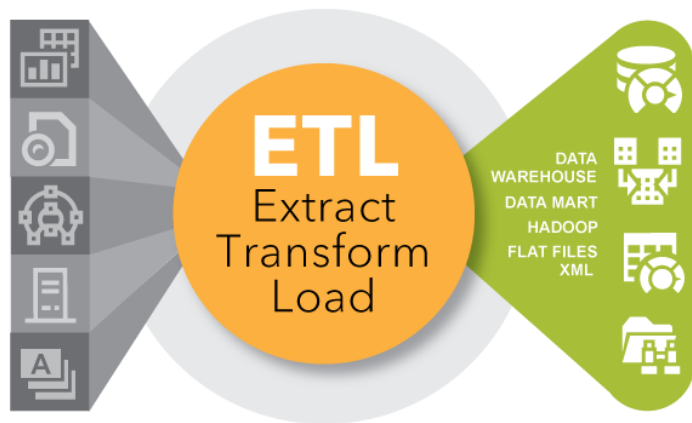 ETL
Extract
Transform
Load
DATA
WAREHOUSE
DATA MART
HADOOP
FLAT FILES
XML
A